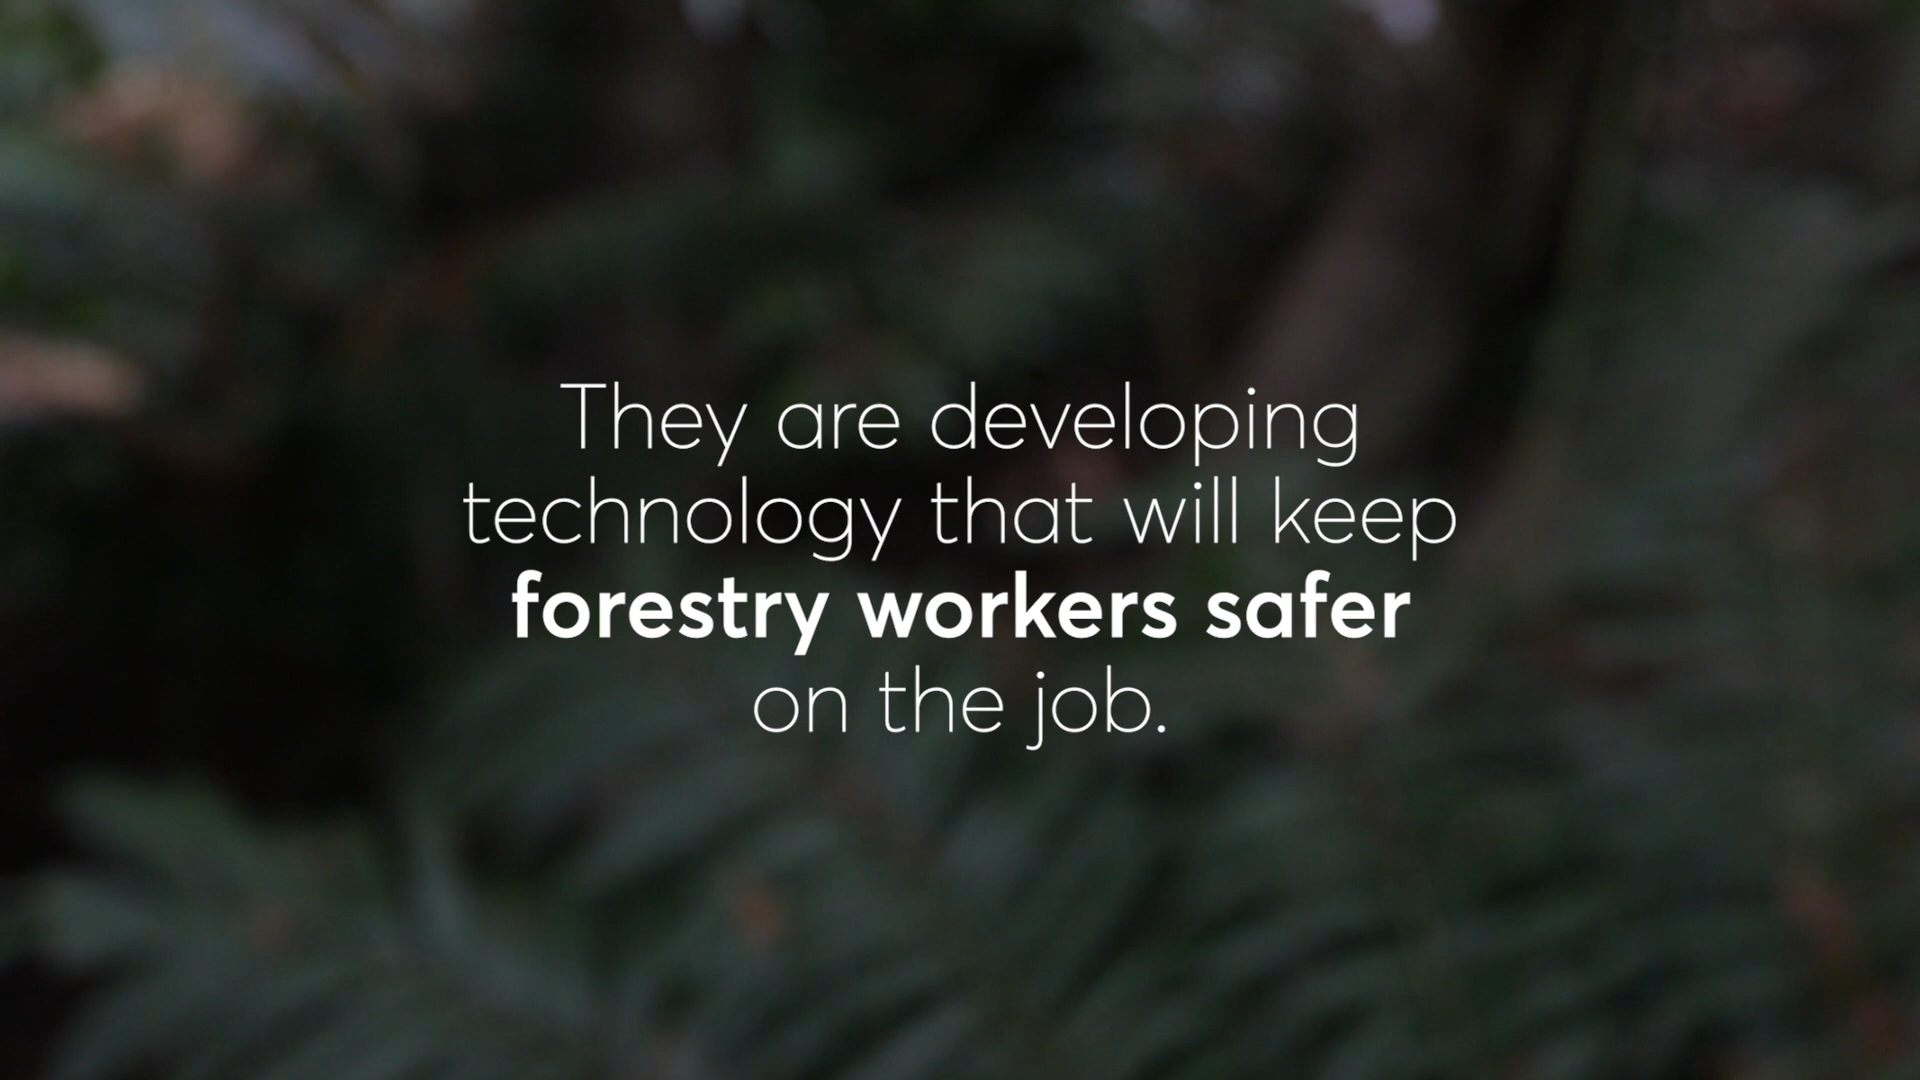 They are developing
technology that will keep
forestry workers safer
on the job.